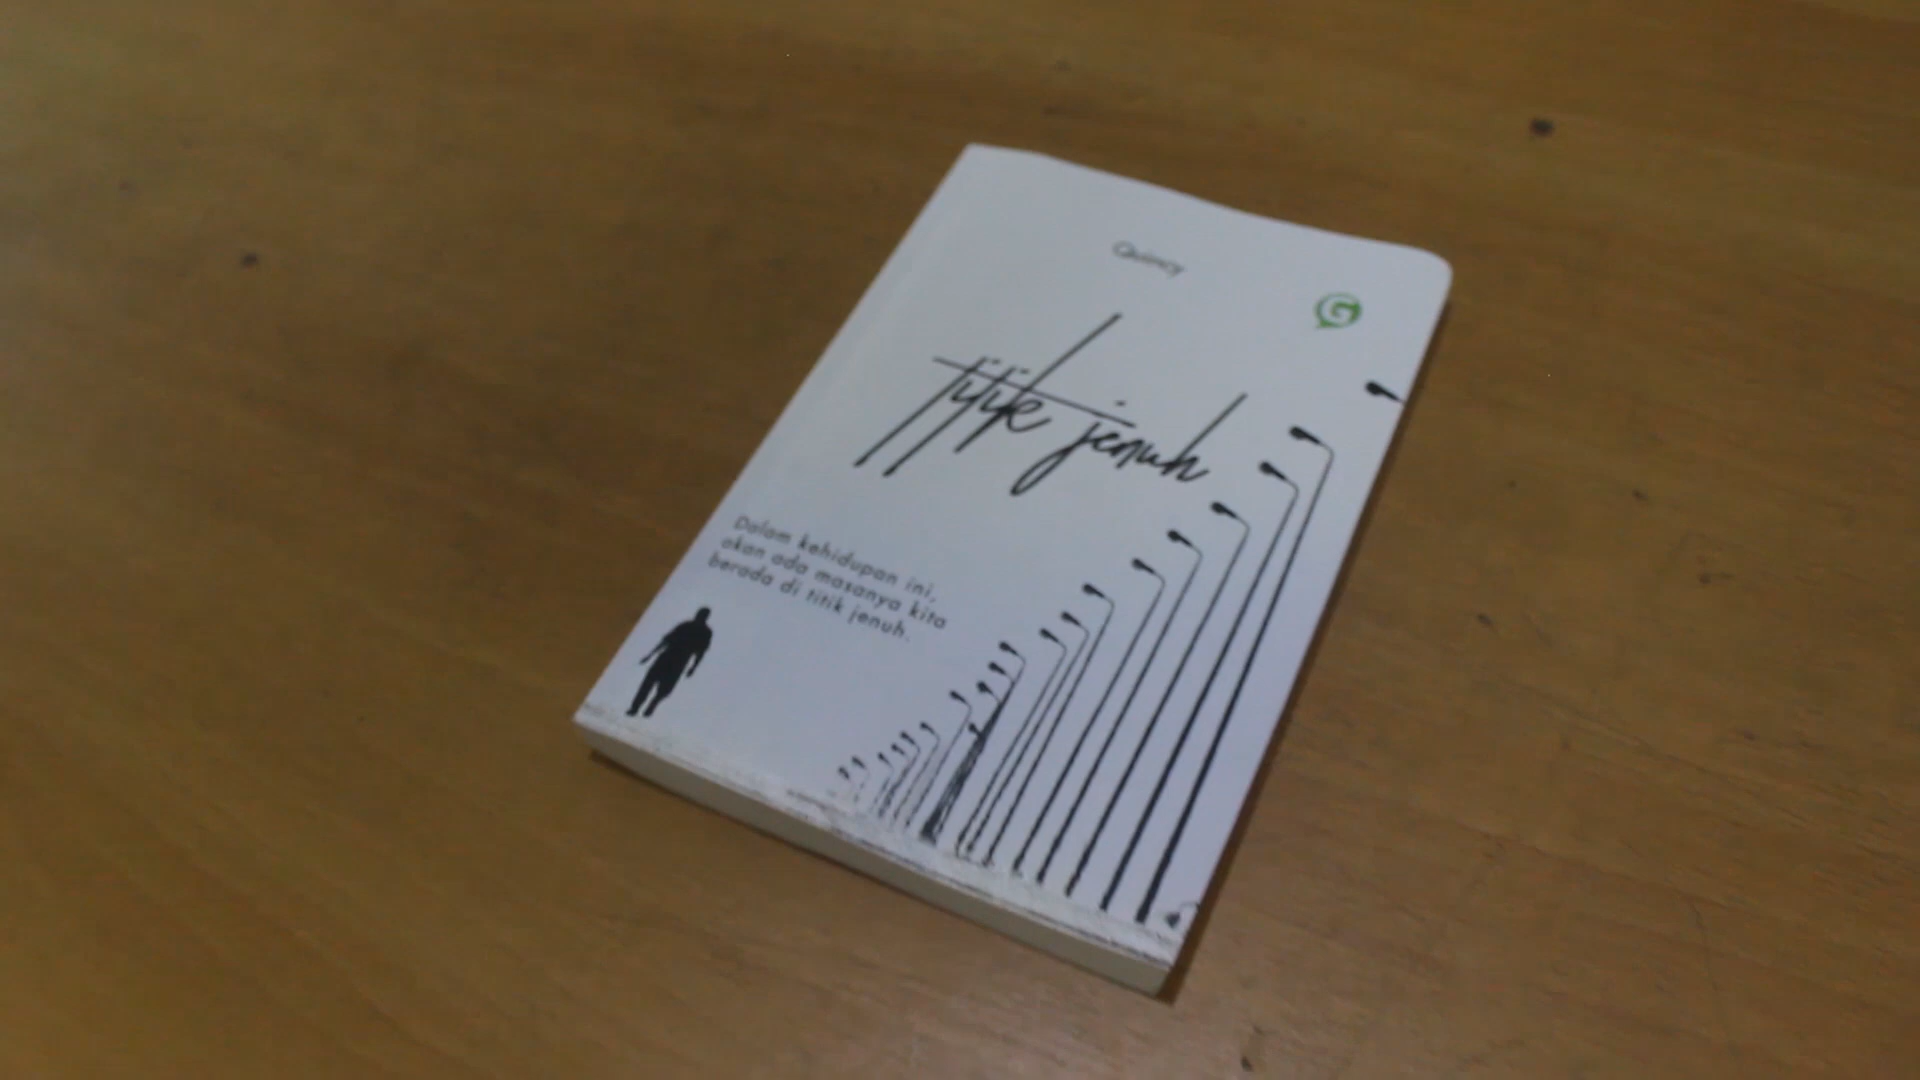 Quincy
G
titik jenuh
Dalam kehidupan ini,
akan ada masanya kita
berada di titik jenuh.